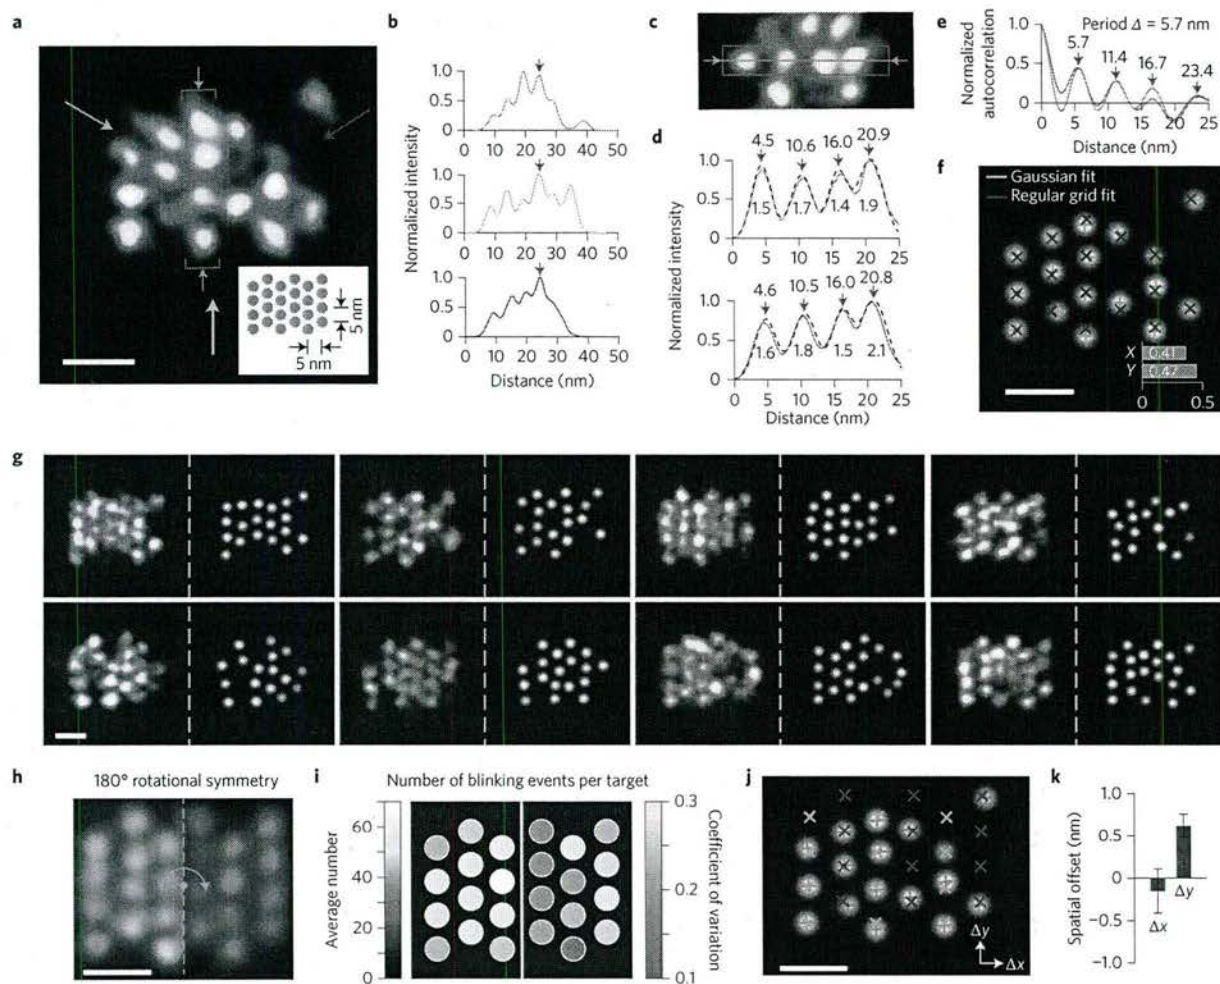 a
5 nm
5 nm
b
Normalized intensity
1.0
0.5
0
0 10 20 30 40 50
1.0
0.5
0
0 10 20 30 40 50
1.0
0.5
0
0 10 20 30 40 50
Distance (nm)
c
d
Normalized intensity
4.5 10.6 16.0 20.9
1.0
0.5
0
1.5 1.7 1.4 1.9
0 5 10 15 20 25
4.6 10.5 16.0 20.8
1.0
0.5
0
1.6 1.8 1.5 2.1
0 5 10 15 20 25
Distance (nm)
e
Normalized
autocorrelation
Period Δ = 5.7 nm
1.0
0.5
0
5.7 11.4 16.7 23.4
0 5 10 15 20 25
Distance (nm)
f
Gaussian fit
Regular grid fit
X 0.41
Y 0.47
0 0.5
g
h
180° rotational symmetry
i
Number of blinking events per target
Average number
60
40
20
0
0.3
0.2
0.1
Coefficient of
variation
j
Δy
Δx
k
Spatial offset (nm)
1.0
0.5
0
−0.5
−1.0
Δx
Δy